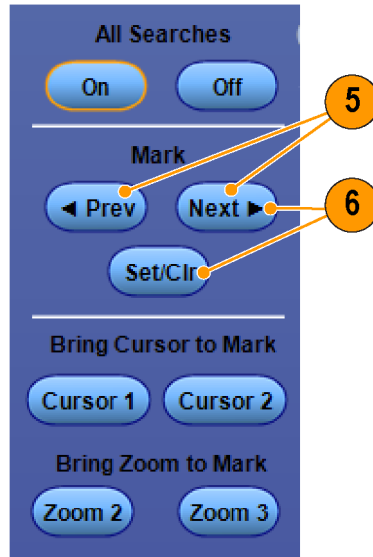 All Searches
On Off
5
Mark
◄ Prev Next ►
6
Set/Clr
Bring Cursor to Mark
Cursor 1 Cursor 2
Bring Zoom to Mark
Zoom 2 Zoom 3